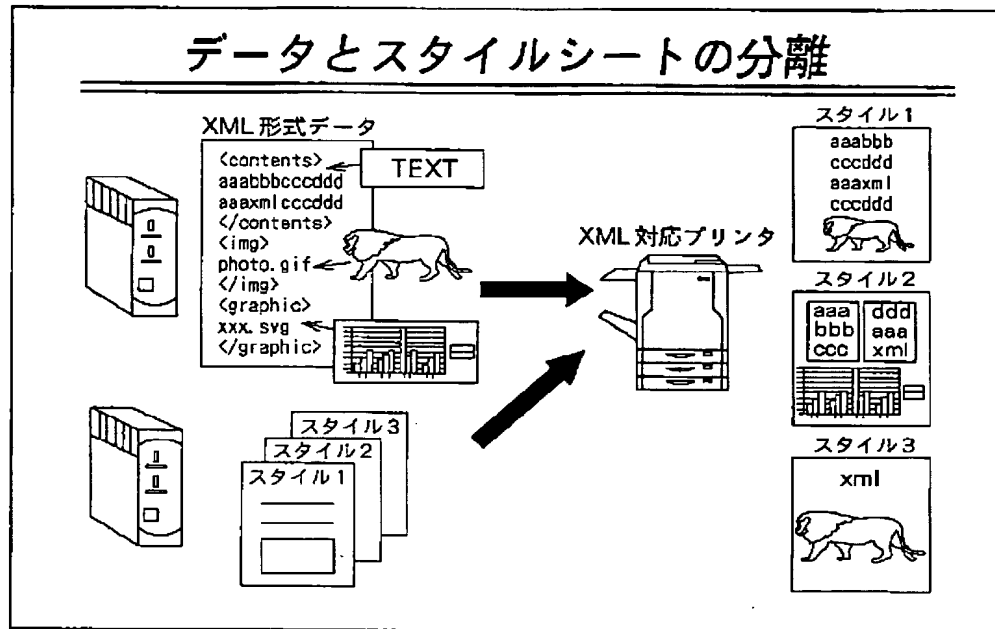 データとスタイルシートの分離
XML形式データ
<contents>
aaabbbcccddd
aaaxmlcccddd
</contents>
<img>
photo.gif
</img>
<graphic>
xxx.svg
</graphic>
TEXT
XML対応プリンタ
スタイル3
スタイル2
スタイル1
スタイル1
aaabbb
cccddd
aaaxml
cccddd
スタイル2
aaa
bbb
ccc
ddd
aaa
xml
スタイル3
xml